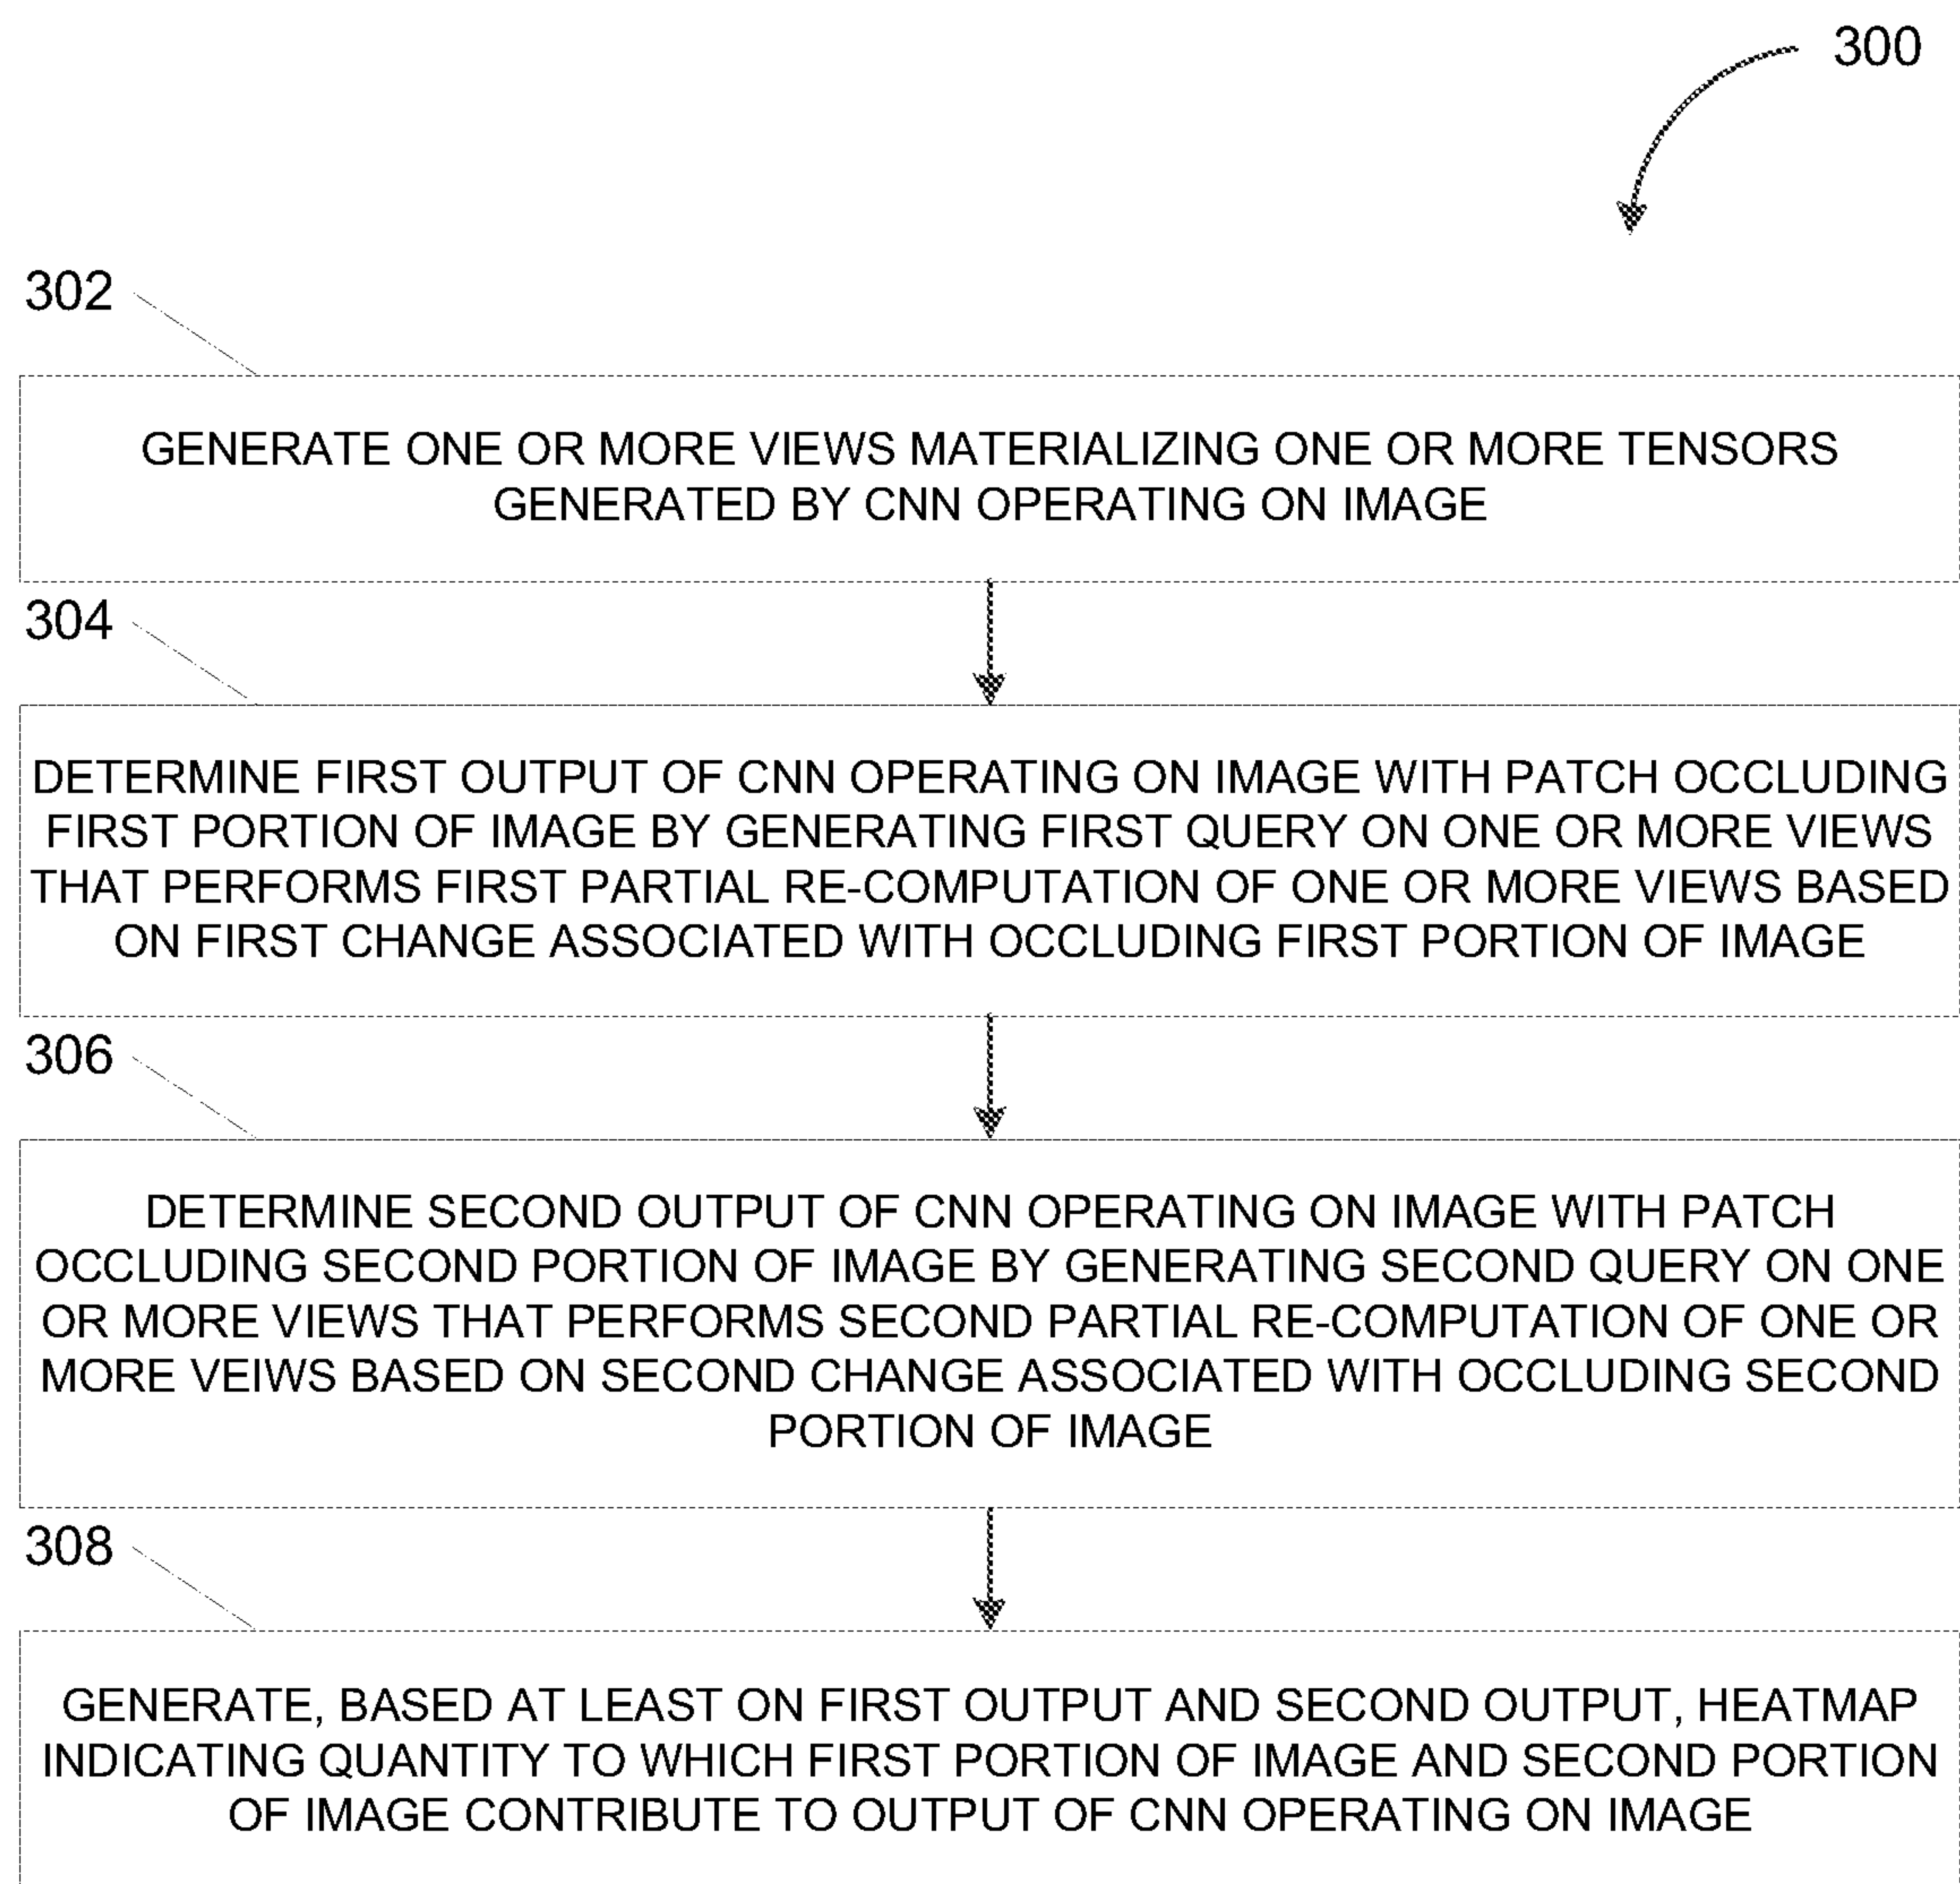 300
302
GENERATE ONE OR MORE VIEWS MATERIALIZING ONE OR MORE TENSORS
GENERATED BY CNN OPERATING ON IMAGE
304
DETERMINE FIRST OUTPUT OF CNN OPERATING ON IMAGE WITH PATCH OCCLUDING
FIRST PORTION OF IMAGE BY GENERATING FIRST QUERY ON ONE OR MORE VIEWS
THAT PERFORMS FIRST PARTIAL RE-COMPUTATION OF ONE OR MORE VIEWS BASED
ON FIRST CHANGE ASSOCIATED WITH OCCLUDING FIRST PORTION OF IMAGE
306
DETERMINE SECOND OUTPUT OF CNN OPERATING ON IMAGE WITH PATCH
OCCLUDING SECOND PORTION OF IMAGE BY GENERATING SECOND QUERY ON ONE
OR MORE VIEWS THAT PERFORMS SECOND PARTIAL RE-COMPUTATION OF ONE OR
MORE VEIWS BASED ON SECOND CHANGE ASSOCIATED WITH OCCLUDING SECOND
PORTION OF IMAGE
308
GENERATE, BASED AT LEAST ON FIRST OUTPUT AND SECOND OUTPUT, HEATMAP
INDICATING QUANTITY TO WHICH FIRST PORTION OF IMAGE AND SECOND PORTION
OF IMAGE CONTRIBUTE TO OUTPUT OF CNN OPERATING ON IMAGE